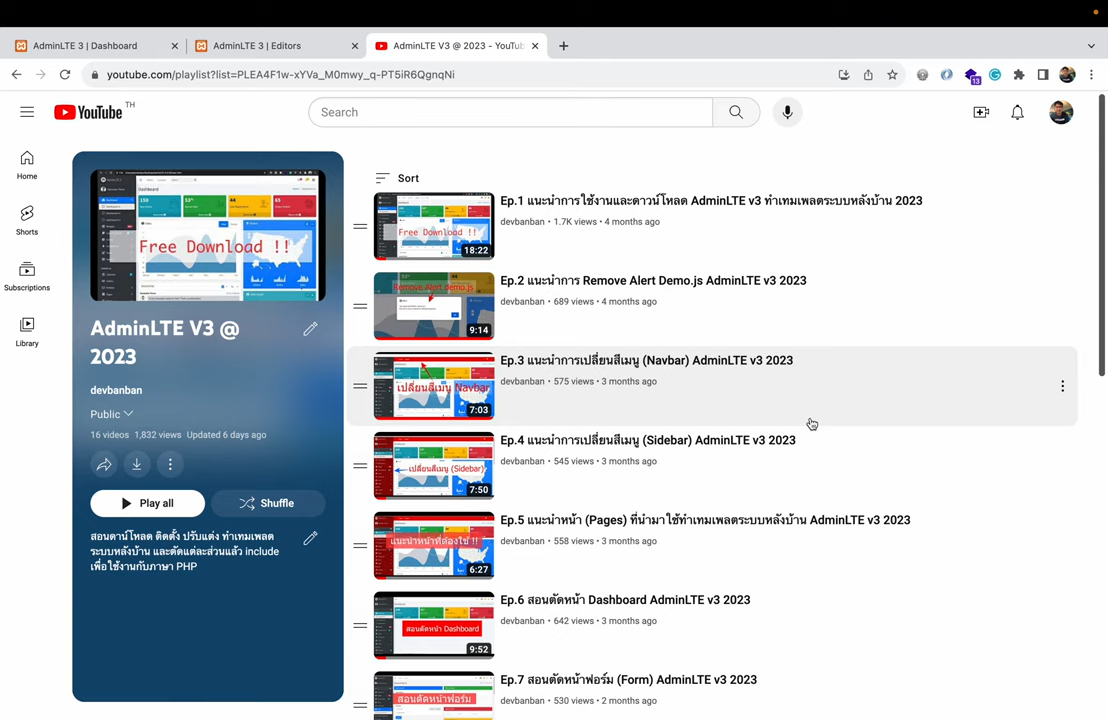 AdminLTE 3 | Dashboard
AdminLTE 3 | Editors
AdminLTE V3 @ 2023 - YouTub
youtube.com/playlist?list=PLEA4F1w-xYVa_M0mwy_q-PT5iR6QgnqNi
13
YouTube TH
Search
Home
Shorts
Subscriptions
Library
Dashboard
150
44
65
Free Download !!
AdminLTE V3 @
2023
devbanban
Public
16 videos 1,832 views Updated 6 days ago
Play all
Shuffle
สอนดาน์โหลด ติดตั้ง ปรับแต่ง ทำเทมเพลต
ระบบหลังบ้าน และตัดแต่ละส่วนแล้ว include
เพื่อใช้งานกับภาษา PHP
Sort
Free Download !!
18:22
Ep.1 แนะนำการใช้งานและดาวน์โหลด AdminLTE v3 ทำเทมเพลตระบบหลังบ้าน 2023
devbanban • 1.7K views • 4 months ago
Remove Alert demo.js
9:14
Ep.2 แนะนำการ Remove Alert Demo.js AdminLTE v3 2023
devbanban • 689 views • 4 months ago
เปลี่ยนสีเมนู Navbar
7:03
Ep.3 แนะนำการเปลี่ยนสีเมนู (Navbar) AdminLTE v3 2023
devbanban • 575 views • 3 months ago
เปลี่ยนสีเมนู (Sidebar)
7:50
Ep.4 แนะนำการเปลี่ยนสีเมนู (Sidebar) AdminLTE v3 2023
devbanban • 545 views • 3 months ago
แนะนำหน้าที่ต้องใช้ !!
6:27
Ep.5 แนะนำหน้า (Pages) ที่นำมาใช้ทำเทมเพลตระบบหลังบ้าน AdminLTE v3 2023
devbanban • 558 views • 3 months ago
สอนตัดหน้า Dashboard
9:52
Ep.6 สอนตัดหน้า Dashboard AdminLTE v3 2023
devbanban • 642 views • 3 months ago
สอนตัดหน้าฟอร์ม
Ep.7 สอนตัดหน้าฟอร์ม (Form) AdminLTE v3 2023
devbanban • 530 views • 2 months ago